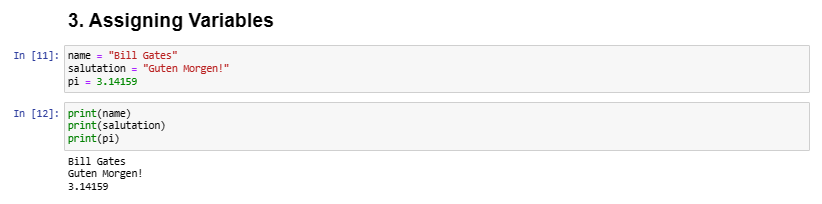 3. Assigning Variables
In [11]: name = "Bill Gates"
salutation = "Guten Morgen!"
pi = 3.14159
In [12]: print(name)
print(salutation)
print(pi)
Bill Gates
Guten Morgen!
3.14159